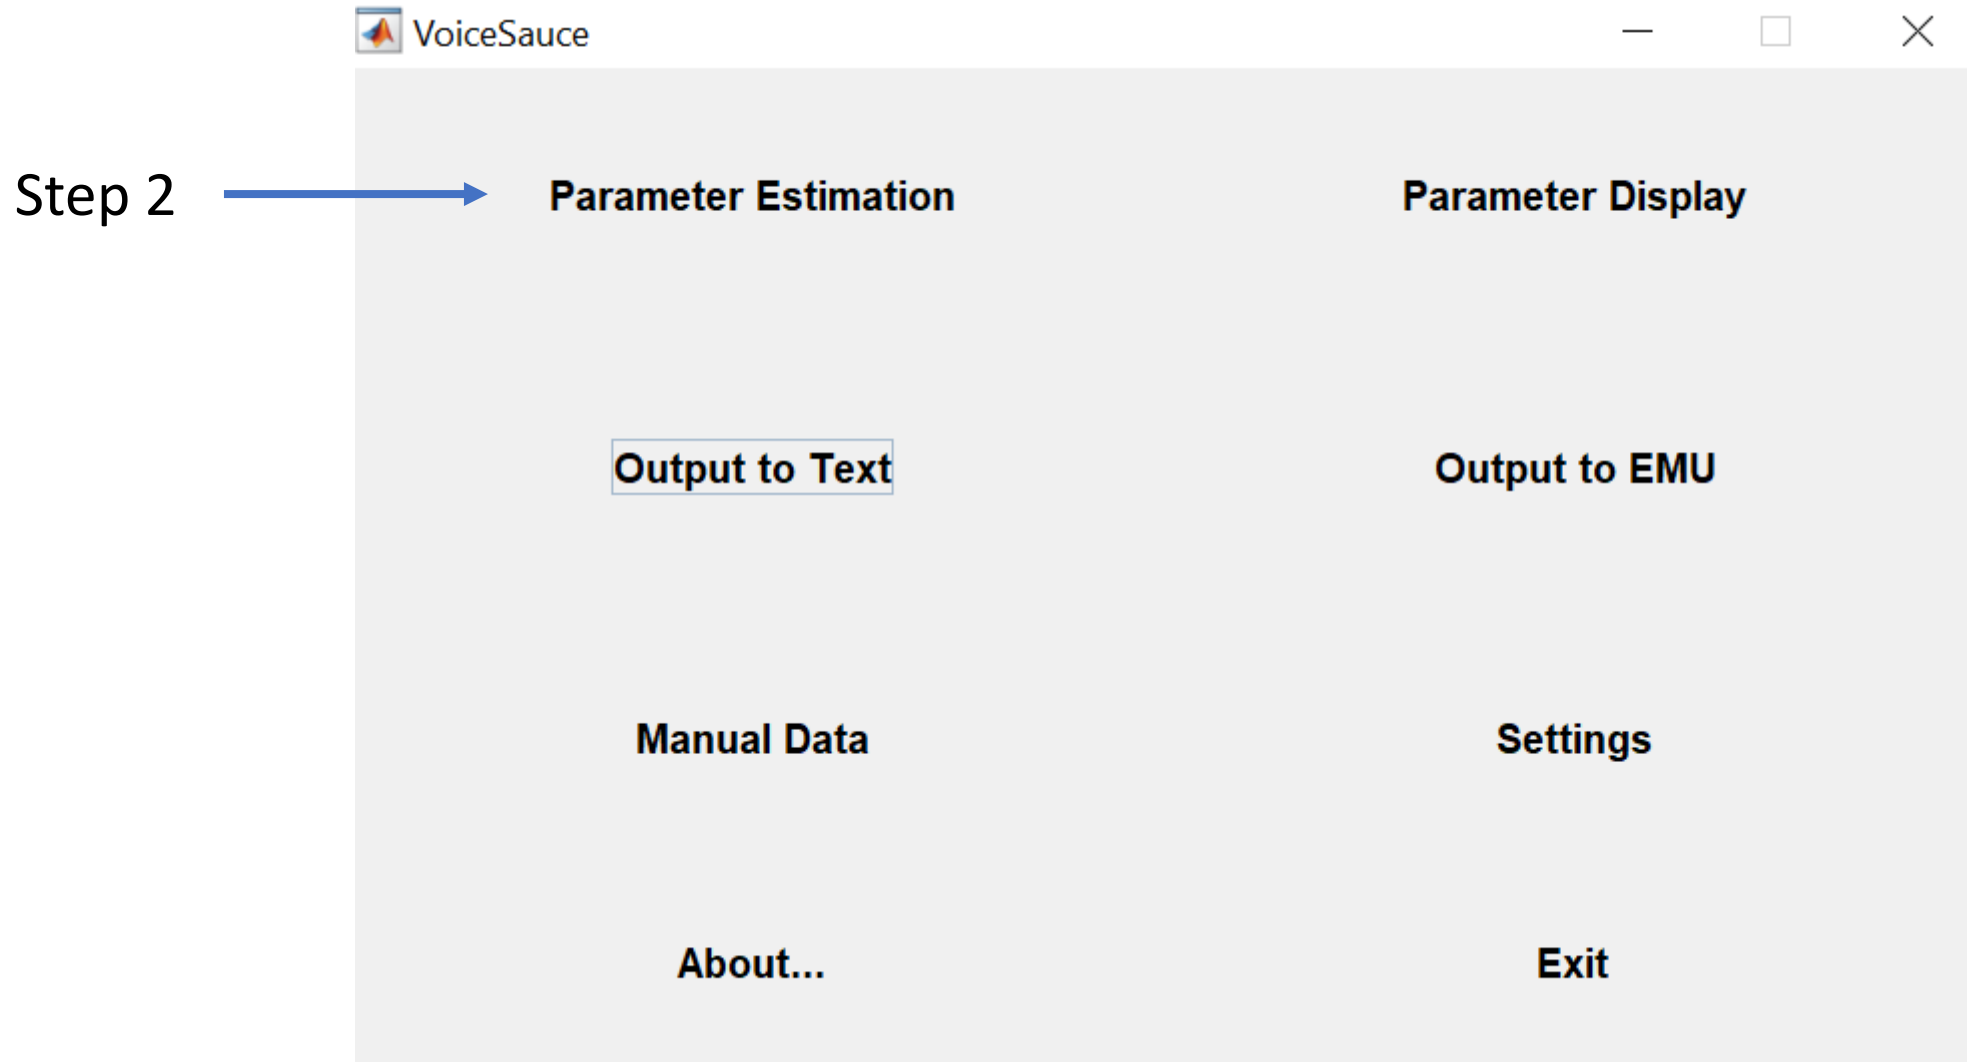 VoiceSauce
Step 2
Parameter Estimation
Parameter Display
Output to Text
Output to EMU
Manual Data
Settings
About...
Exit